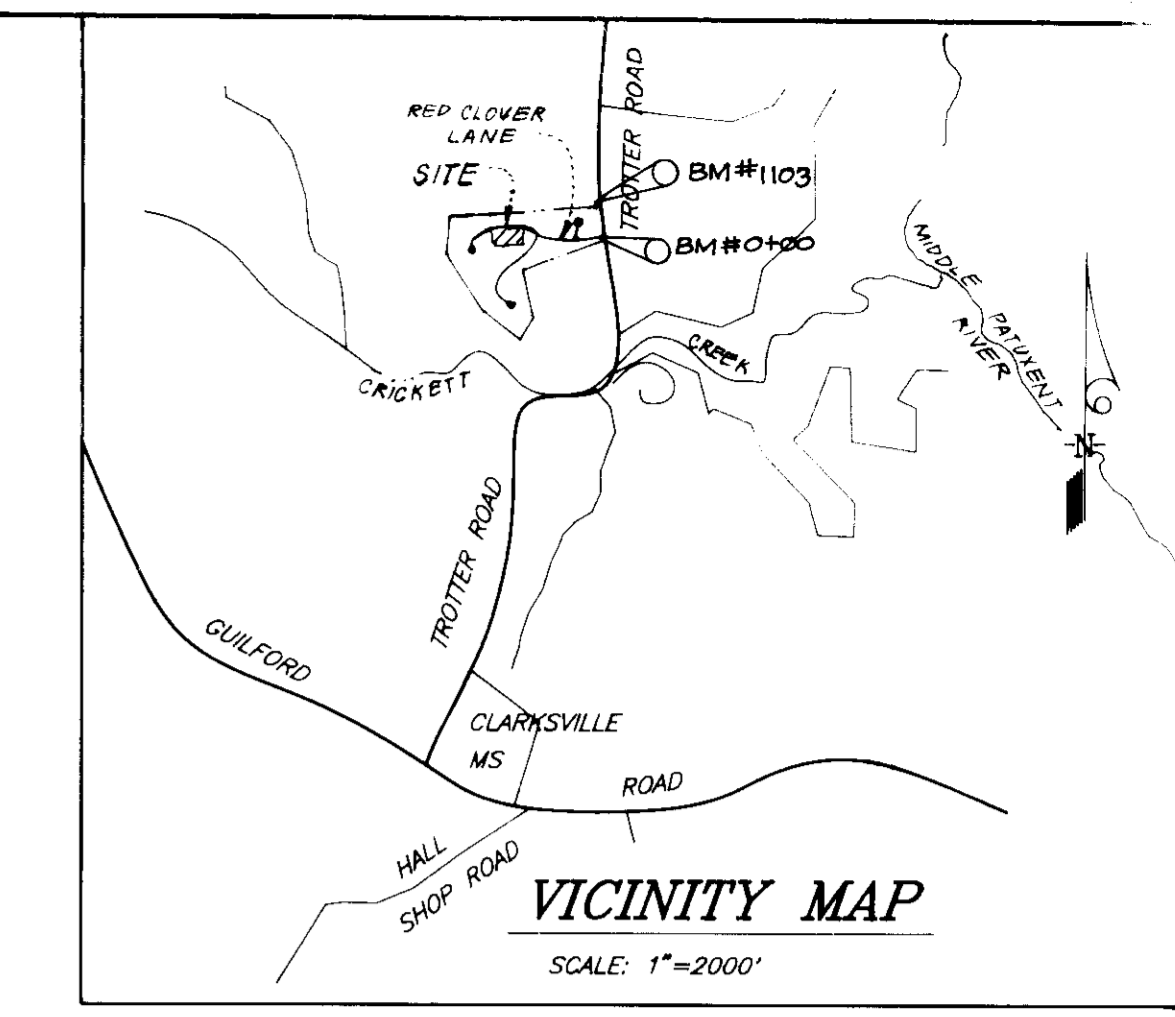 RED CLOVER
LANE
SITE
TROTTER ROAD
BM#1103
BM#0+00
MIDDLE PATUXENT
RIVER
CREEK
CRICKETT
N
TROTTER ROAD
GUILFORD
CLARKSVILLE
MS
ROAD
HALL
SHOP ROAD
VICINITY MAP
SCALE: 1"=2000'